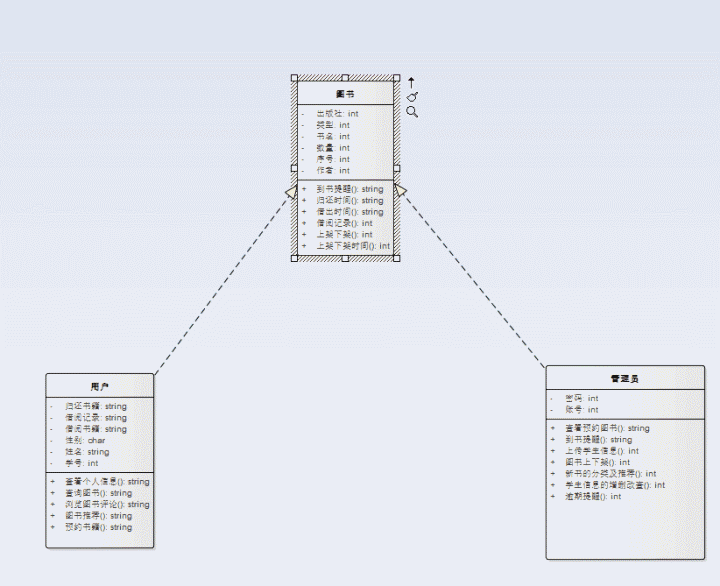 图书
- 出版社: int
- 类型: int
- 书名: int
- 数量: int
- 序号: int
- 作者: int
+ 到书提醒(): string
+ 归还时间(): string
+ 借出时间(): string
+ 借阅记录(): int
+ 上架下架(): int
+ 上架下架时间(): int
用户
- 归还书籍: string
- 借阅记录: string
- 借阅书籍: string
- 性别: char
- 姓名: string
- 学号: int
+ 查看个人信息(): string
+ 查询图书(): string
+ 浏览图书评论(): string
+ 图书推荐(): string
+ 预约书籍(): string
管理员
- 密码: int
- 账号: int
+ 查看预约图书(): string
+ 到书提醒(): string
+ 上传学生信息(): int
+ 图书上下架(): int
+ 新书的分类及推荐(): int
+ 学生信息的增删改查(): int
+ 逾期提醒(): int